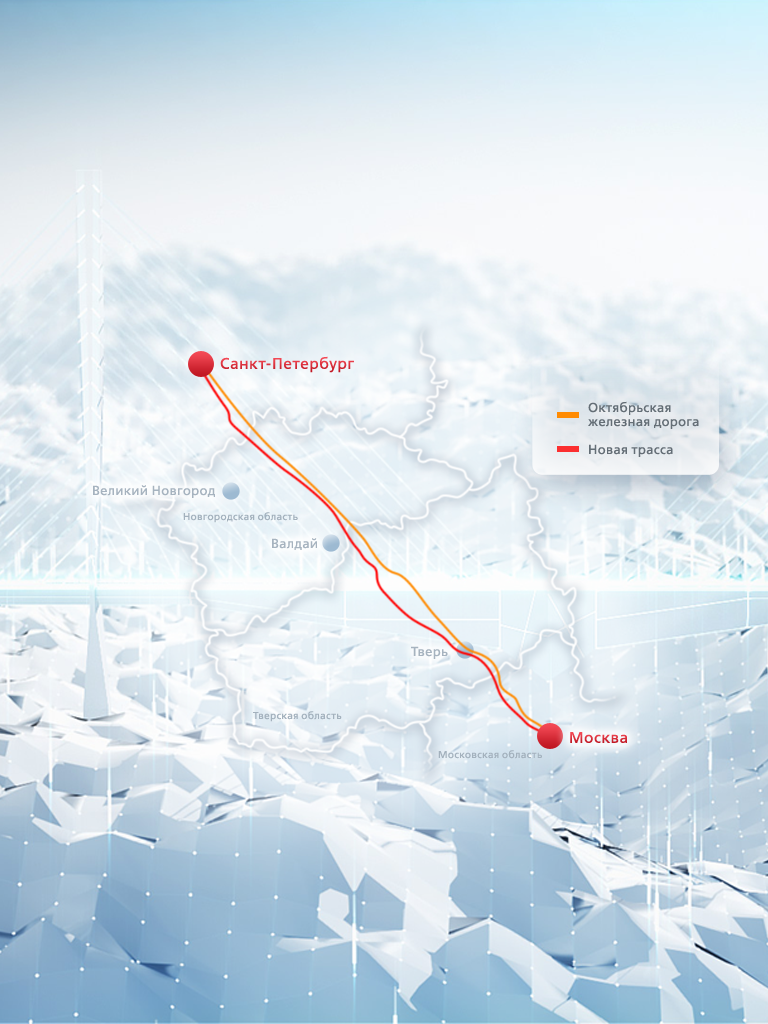 Санкт-Петербург
Октябрьская
железная дорога
Новая трасса
Великий Новгород
Новгородская область
Валдай
Тверь
Тверская область
Москва
Московская область